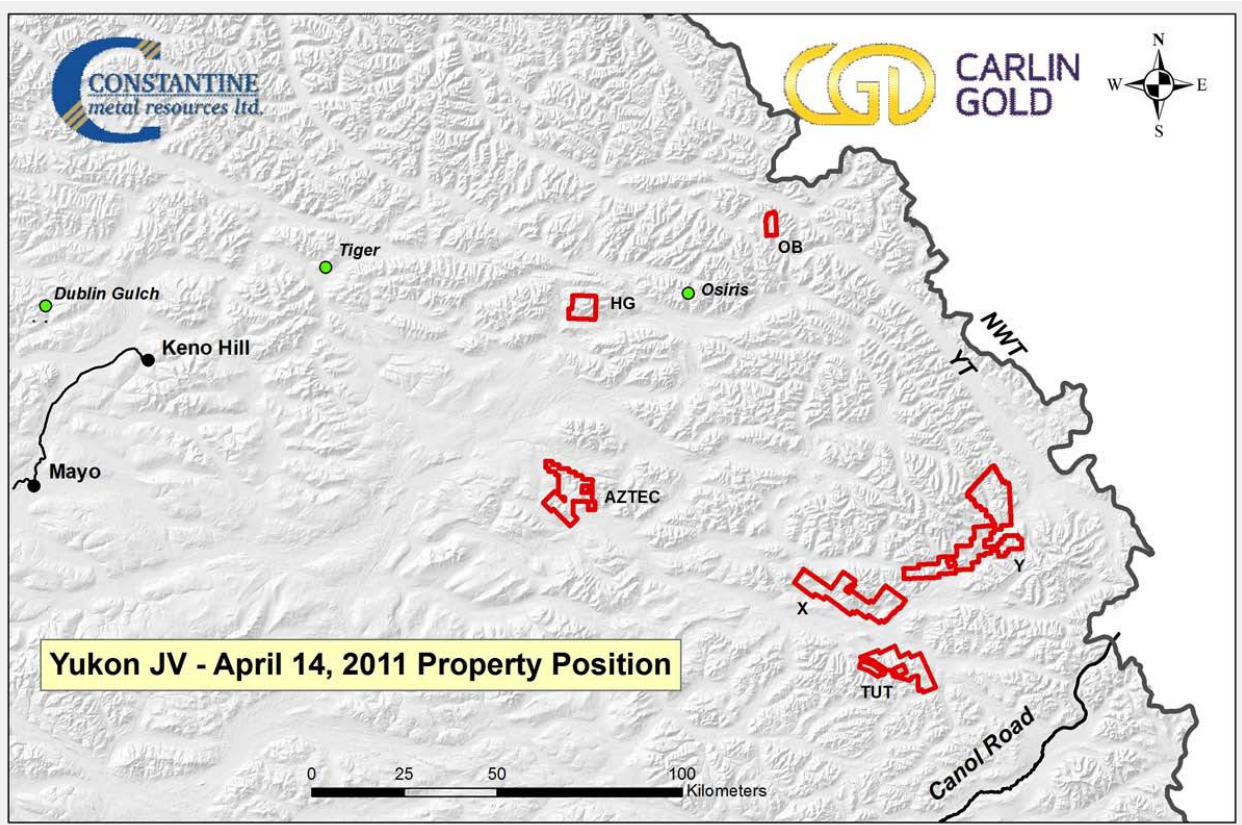 CONSTANTINE
metal resources ltd.
CGD
CARLIN
GOLD
N
W E
S
OB
Tiger
Osiris
Dublin Gulch
HG
NWT
YT
Keno Hill
Mayo
AZTEC
Y
X
Yukon JV - April 14, 2011 Property Position
TUT
Canol Road
0 25 50 100
Kilometers